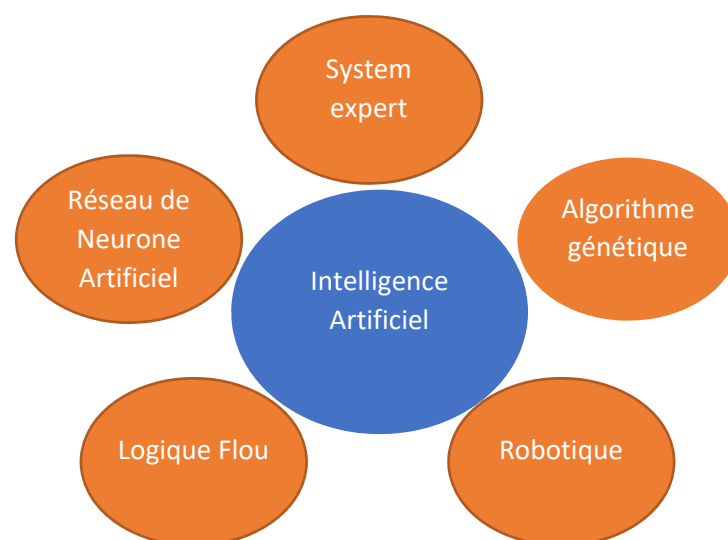 System
expert
Réseau de
Neurone
Artificiel
Algorithme
génétique
Intelligence
Artificiel
Logique Flou
Robotique